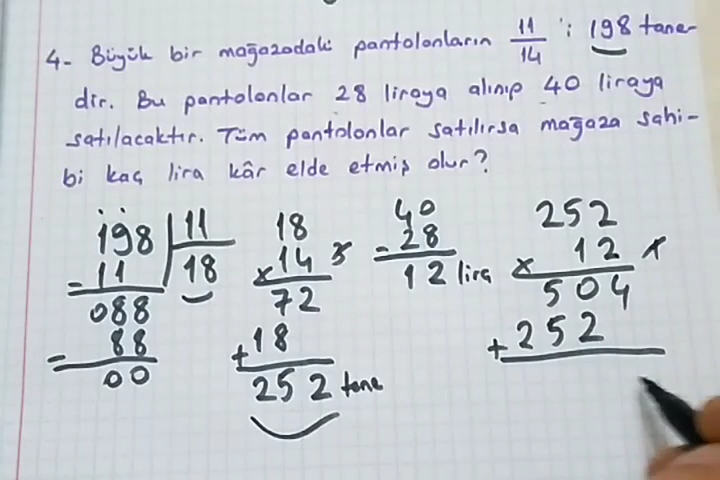 4- Büyük bir mağazadaki pantolonların 11/14 'i 198 tane-
dir. Bu pantolonlar 28 liraya alınıp 40 liraya
satılacaktır. Tüm pantolonlar satılırsa mağaza sahi-
bi kaç lira kâr elde etmiş olur?
198 | 11
- 11 | 18
088
- 88
00
18
x 14
72
+ 18
252 tane
40
- 28
12 lira
252
x 12
504
+ 252